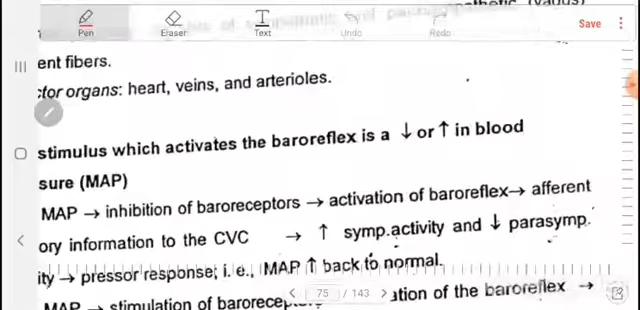 Pen
Eraser
Text
Undo
Redo
Save
ent fibers.
ctor organs: heart, veins, and arterioles.
stimulus which activates the baroreflex is a ↓ or ↑ in blood
sure (MAP)
MAP → inhibition of baroreceptors → activation of baroreflex→ afferent
ory information to the CVC → ↑ symp.activity and ↓ parasymp.
ity → pressor response; i. e., MAP ↑ back to normal.
MAP → stimulation of barorece
ation of the baroreflex →
75 / 143